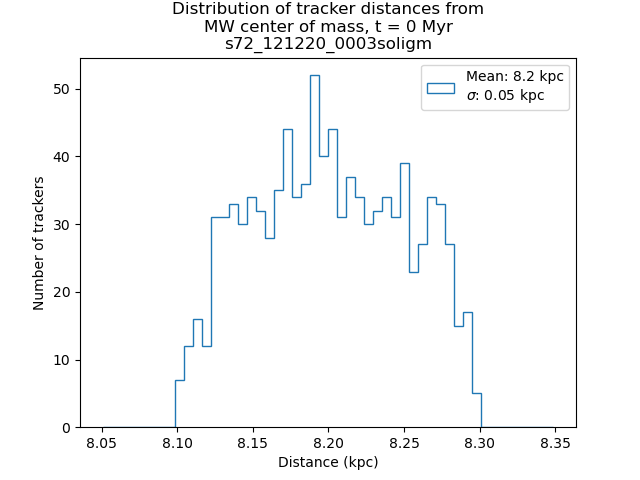 Distribution of tracker distances from
MW center of mass, t = 0 Myr
s72_121220_0003soligm
Mean: 8.2 kpc
σ: 0.05 kpc
Number of trackers
50
40
30
20
10
0
8.05 8.10 8.15 8.20 8.25 8.30 8.35
Distance (kpc)